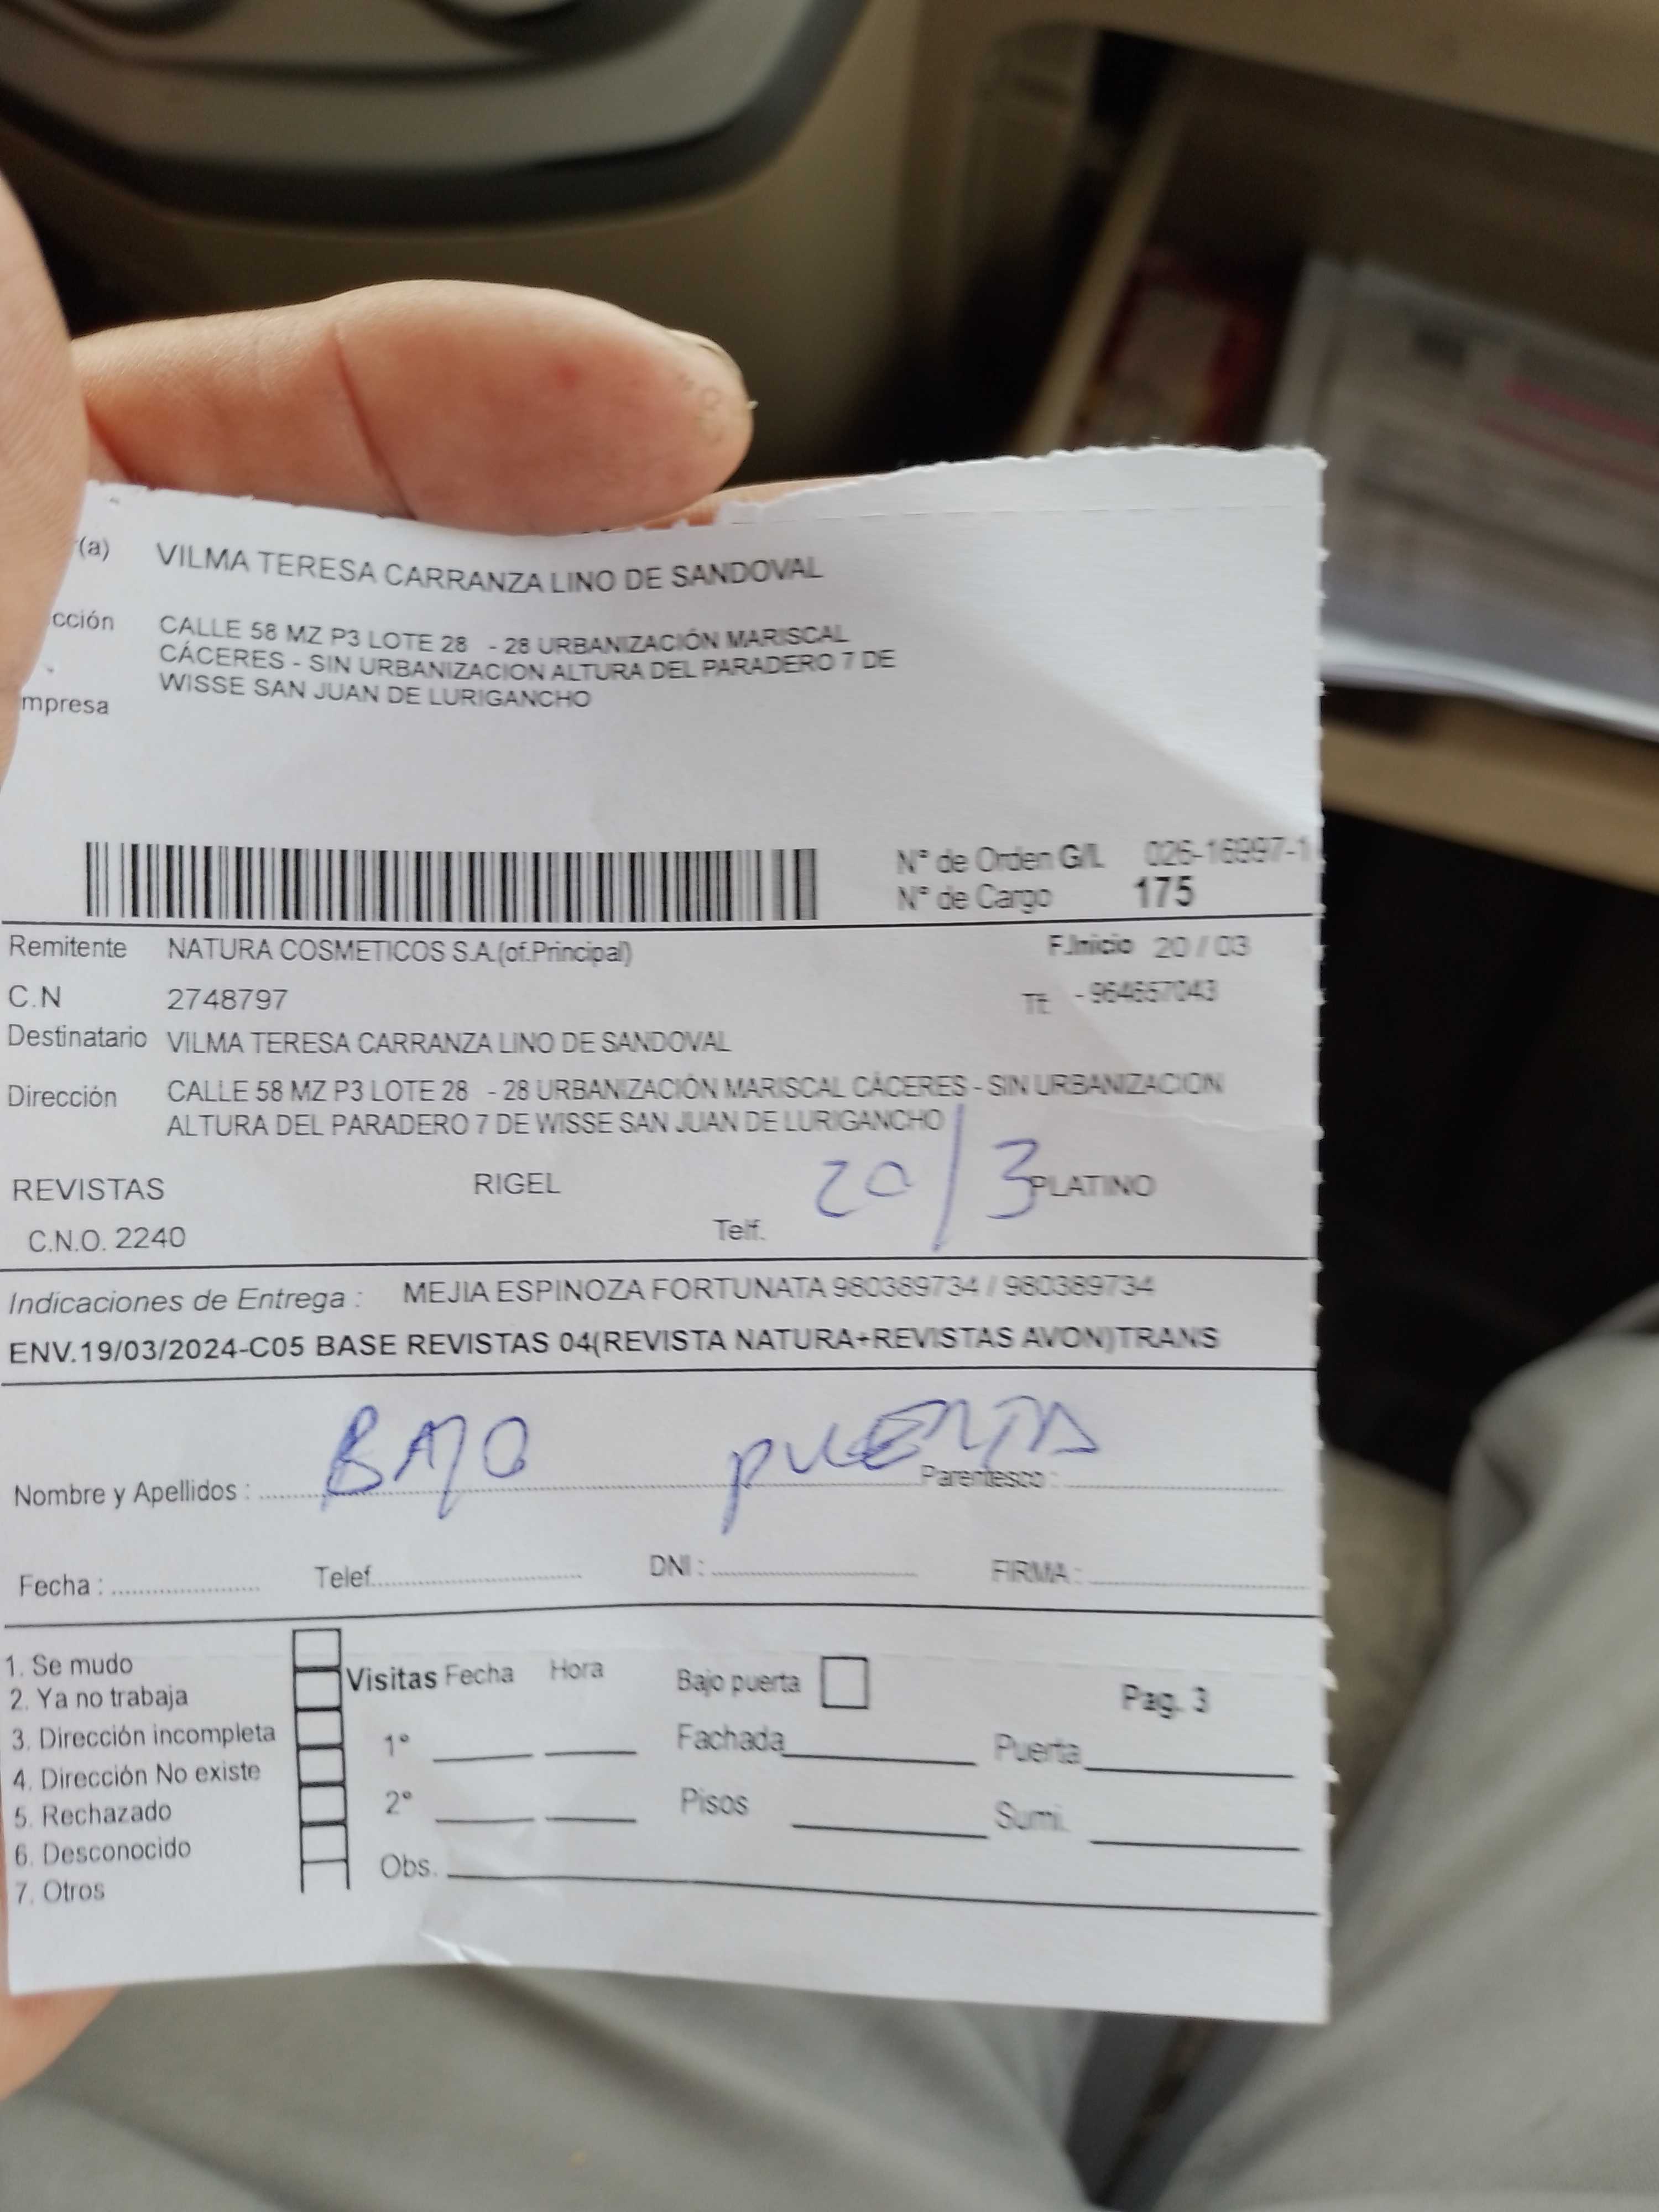 (a) VILMA TERESA CARRANZA LINO DE SANDOVAL
cción CALLE 58 MZ P3 LOTE 28 - 28 URBANIZACIÓN MARISCAL
CÁCERES - SIN URBANIZACION ALTURA DEL PARADERO 7 DE
WISSE SAN JUAN DE LURIGANCHO
mpresa
N° de Orden G/L 026-16997-1
N° de Cargo 175
Remitente NATURA COSMETICOS S.A.(of.Principal) F.Inicio 20 / 03
C.N 2748797 Tf: - 964657043
Destinatario VILMA TERESA CARRANZA LINO DE SANDOVAL
Dirección CALLE 58 MZ P3 LOTE 28 - 28 URBANIZACIÓN MARISCAL CÁCERES - SIN URBANIZACION
ALTURA DEL PARADERO 7 DE WISSE SAN JUAN DE LURIGANCHO
REVISTAS RIGEL 20/3 PLATINO
C.N.O. 2240 Telf.
Indicaciones de Entrega : MEJIA ESPINOZA FORTUNATA 980389734 / 980389734
ENV.19/03/2024-C05 BASE REVISTAS 04(REVISTA NATURA+REVISTAS AVON)TRANS
BAJO PUERTA
Nombre y Apellidos : Parentesco :
Fecha : Telef. DNI : FIRMA :
1. Se mudo
2. Ya no trabaja
3. Dirección incompleta
4. Dirección No existe
5. Rechazado
6. Desconocido
7. Otros
Visitas Fecha Hora
1°
2°
Obs.
Bajo puerta
Fachada
Pisos
Pag. 3
Puerta
Sumi.